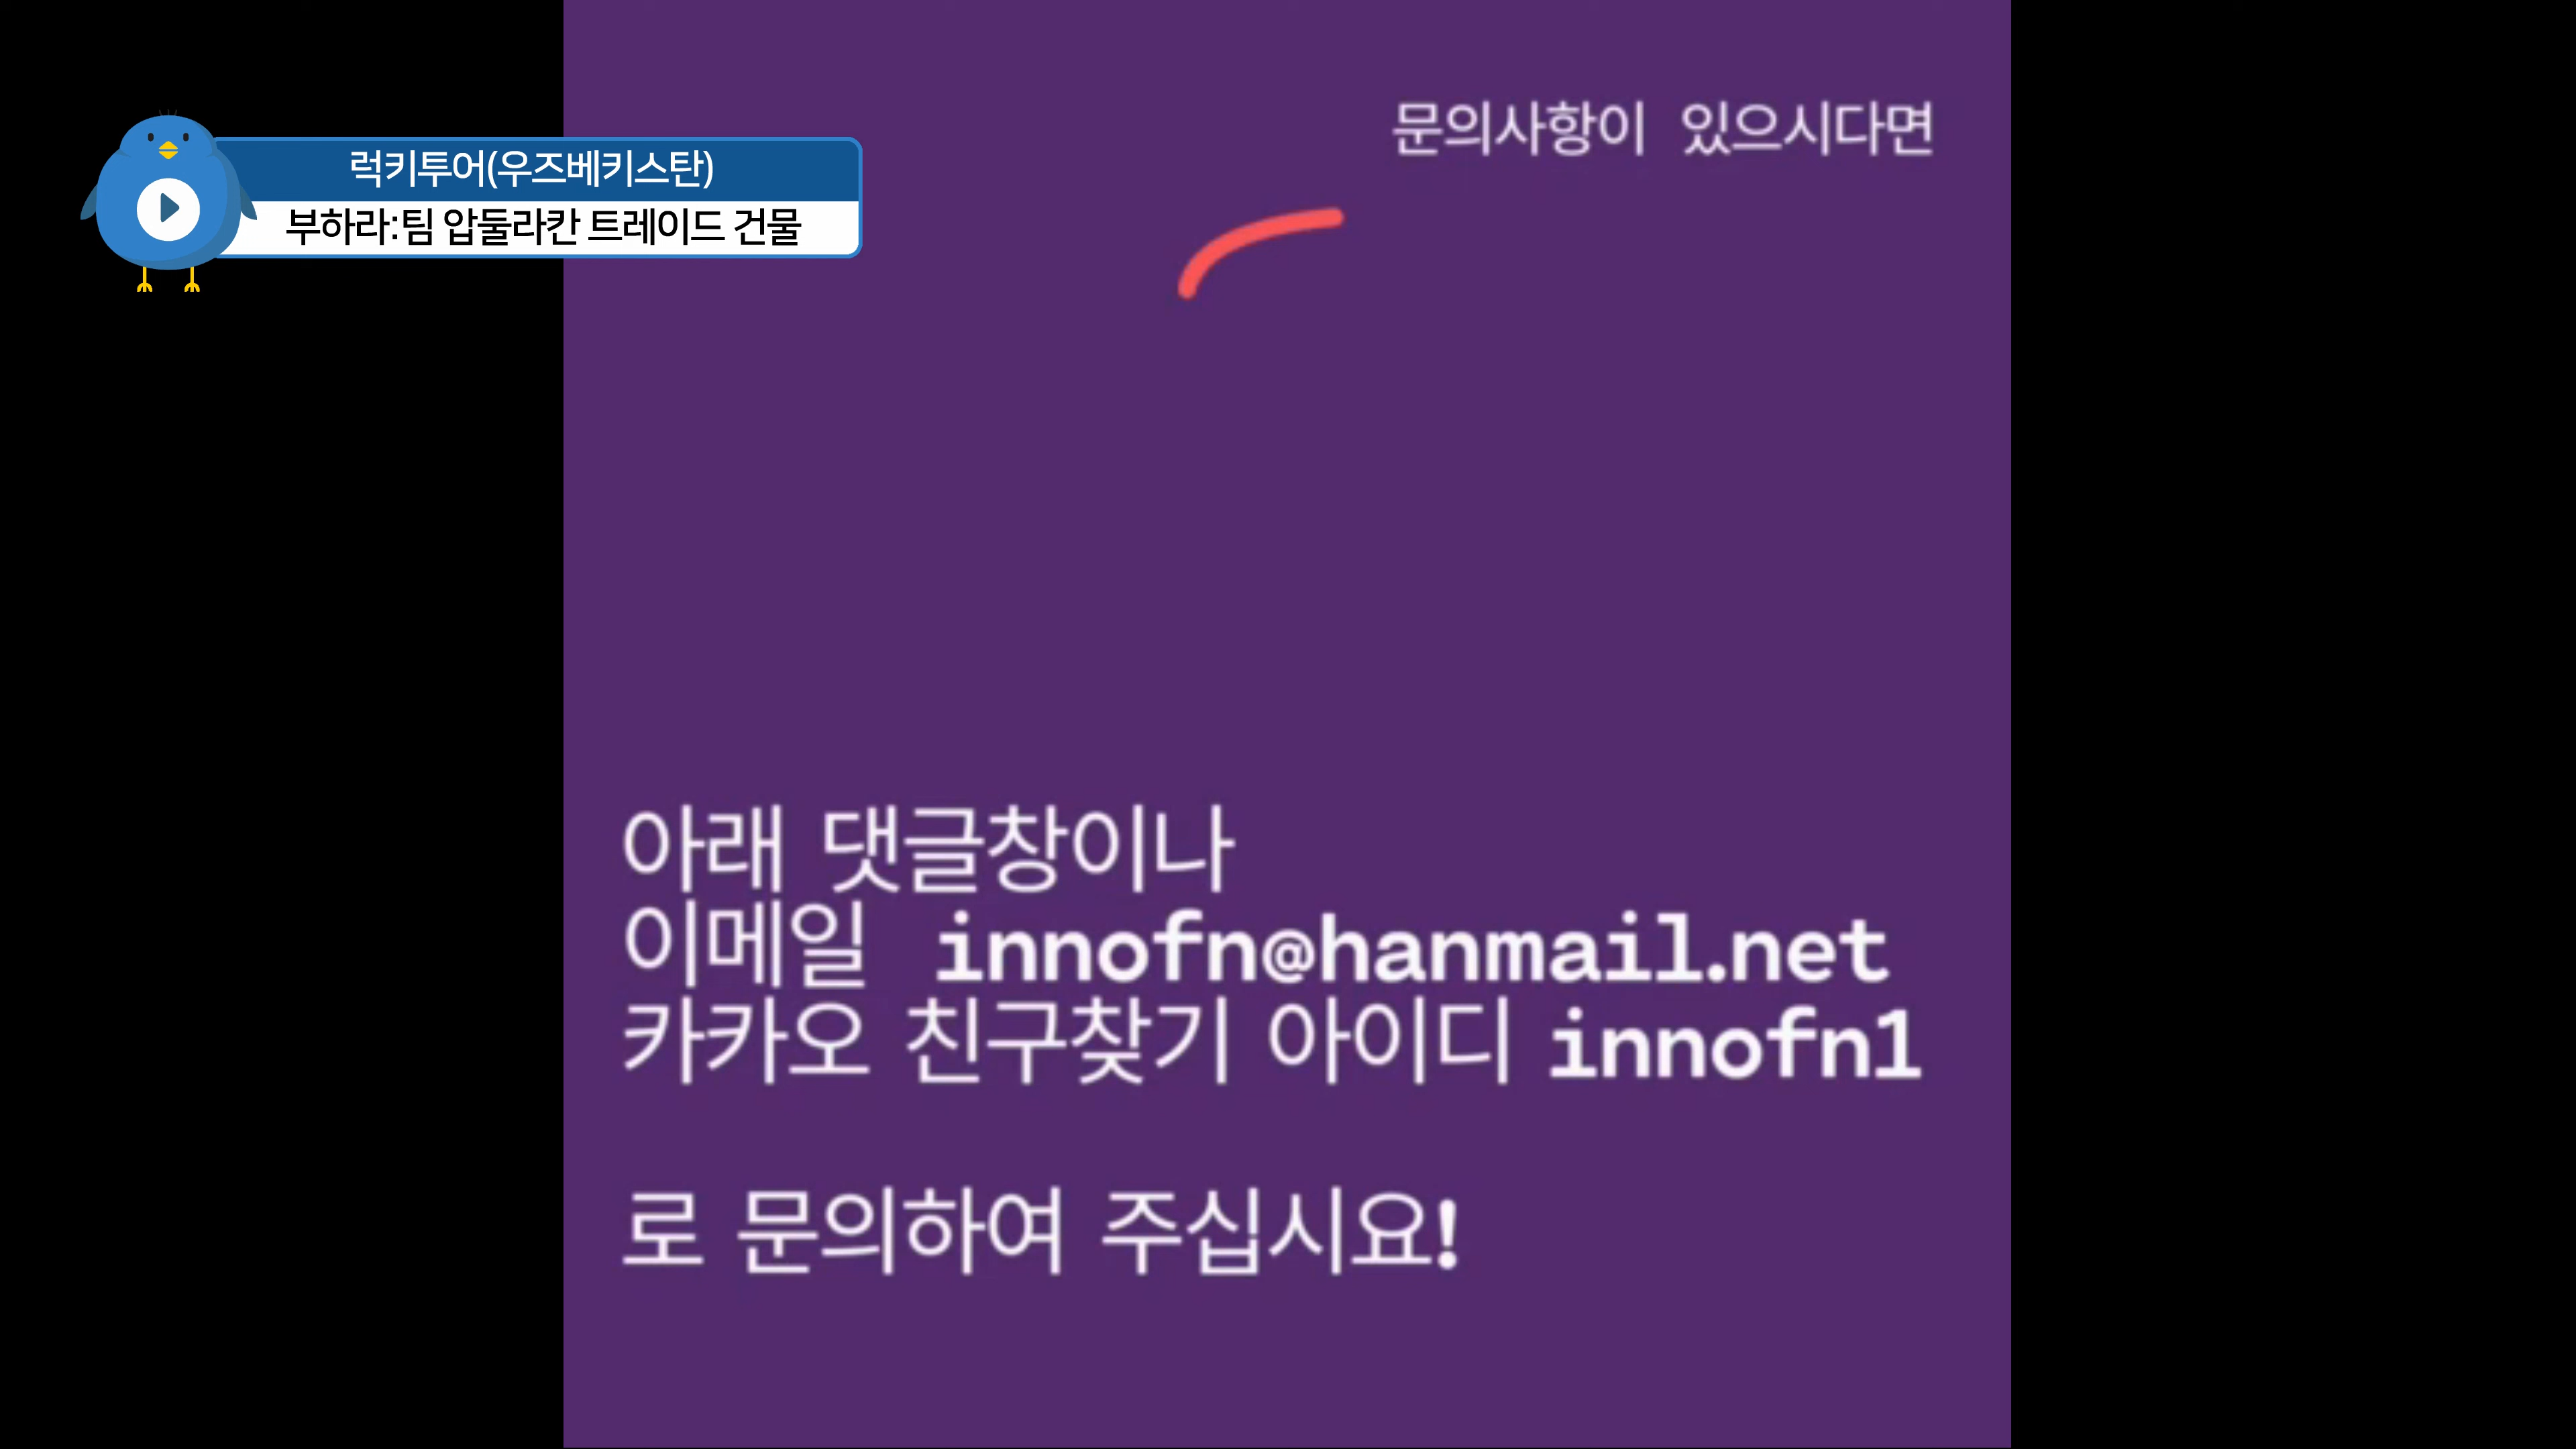 문의사항이 있으시다면
럭키투어(우즈베키스탄)
부하라:팀 압둘라칸 트레이드 건물
아래 댓글창이나
이메일 innofn@hanmail.net
카카오 친구찾기 아이디 innofn1
로 문의하여 주십시요!